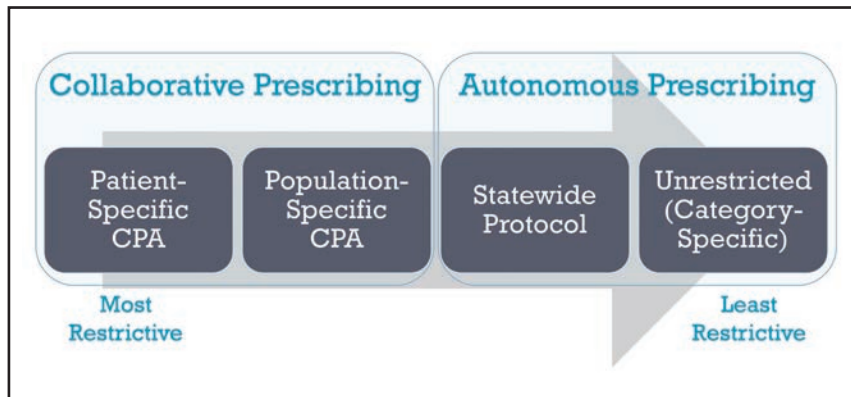 Collaborative Prescribing
Autonomous Prescribing
Patient-
Specific
CPA
Population-
Specific
CPA
Statewide
Protocol
Unrestricted
(Category-
Specific)
Most
Restrictive
Least
Restrictive